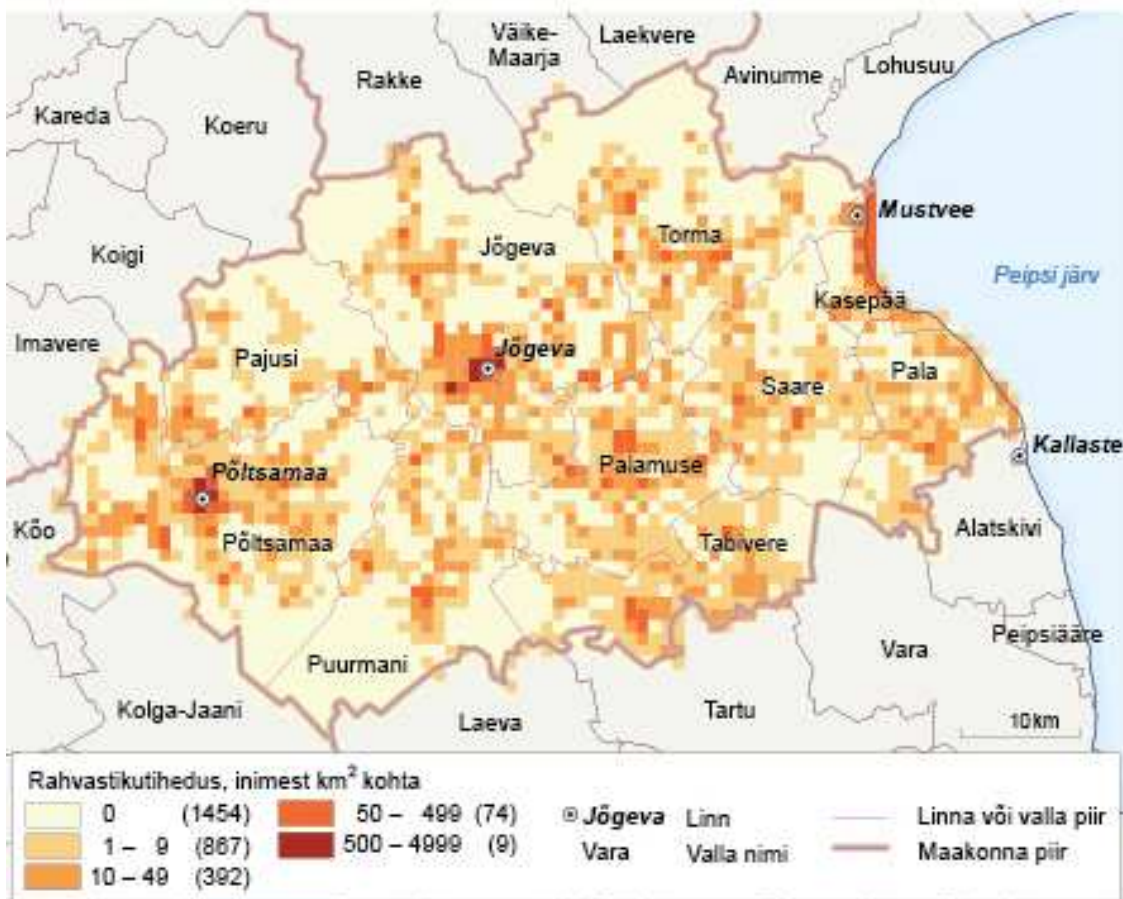 Väike-
Maarja
Laekvere
Rakke
Avinurme
Lohusuu
Kareda
Koeru
Mustvee
Torma
Koigi
Jõgeva
Peipsi järv
Kasepää
Imavere
Pajusi
Jõgeva
Pala
Saare
Kallaste
Põltsamaa
Palamuse
Kõo
Põltsamaa
Tabivere
Alatskivi
Peipsiääre
Vara
Puurmani
Kolga-Jaani
Laeva
Tartu
10 km
Rahvastikutihedus, inimest km² kohta
0 (1454)
1 – 9 (867)
10 – 49 (392)
50 – 499 (74)
500 – 4999 (9)
Jõgeva Linn
Vara Valla nimi
Linna või valla piir
Maakonna piir